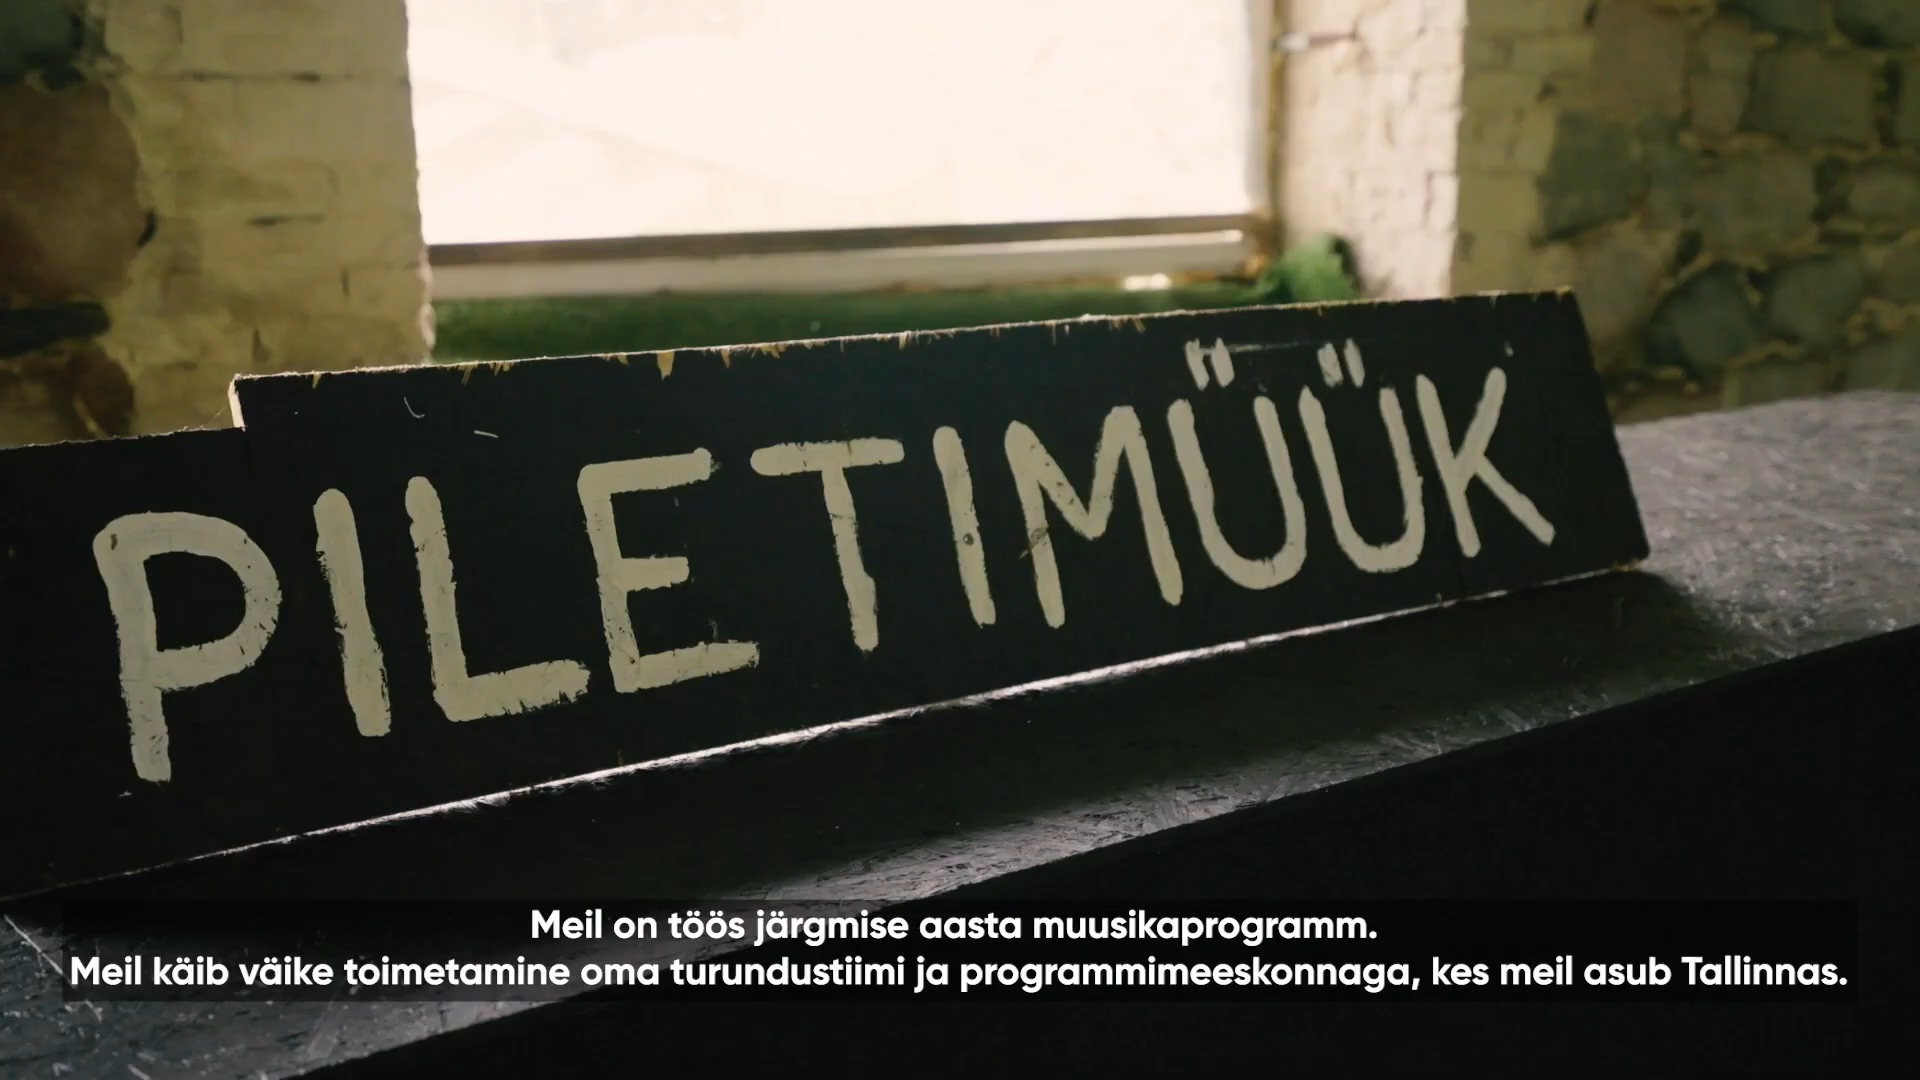 PILETIMÜÜK
Meil on töös järgmise aasta muusikaprogramm.
Meil käib väike toimetamine oma turundustiimi ja programmimeeskonnaga, kes meil asub Tallinnas.